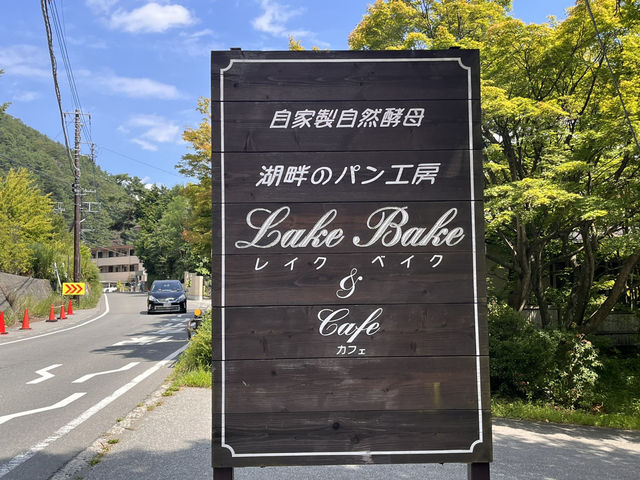 自家製自然酵母
湖畔のパン工房
Lake Bake
レイク ベイク
&
Cafe
カフェ